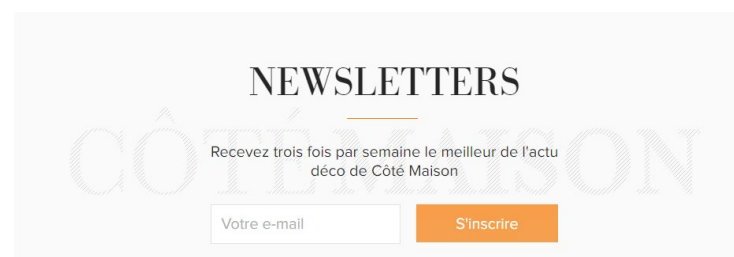 NEWSLETTERS
CÔTÉ MAISON
Recevez trois fois par semaine le meilleur de l'actu
déco de Côté Maison
Votre e-mail
S'inscrire